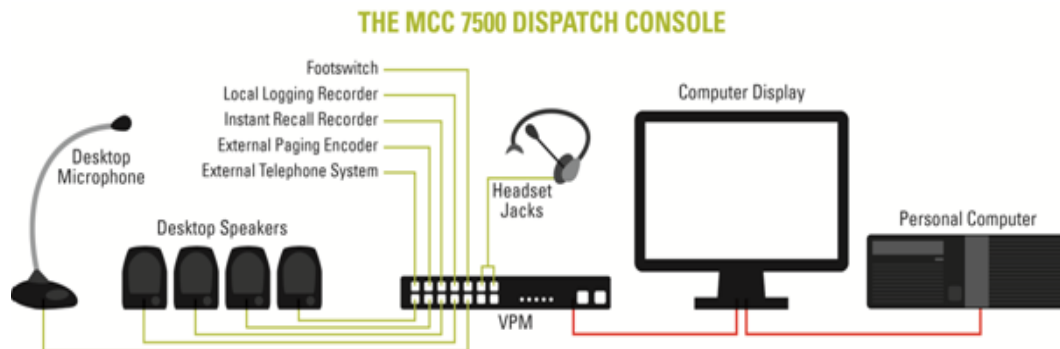 THE MCC 7500 DISPATCH CONSOLE
Footswitch
Local Logging Recorder
Instant Recall Recorder
External Paging Encoder
External Telephone System
Desktop
Microphone
Desktop Speakers
Headset
Jacks
Computer Display
Personal Computer
VPM